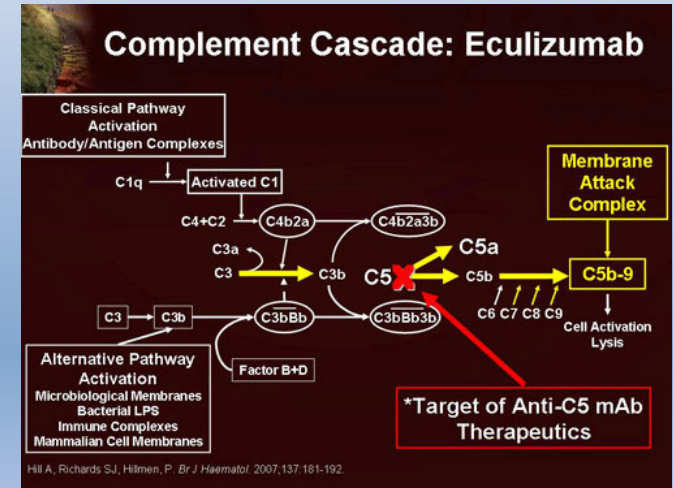 Complement Cascade: Eculizumab
Classical Pathway
Activation
Antibody/Antigen Complexes
C1q
Activated C1
C4+C2
C4b2a
C4b2a3b
Membrane
Attack
Complex
C3a
C3
C3b
C5
C5a
C5b
C5b-9
C6 C7 C8 C9
Cell Activation
Lysis
C3
C3b
C3bBb
C3bBb3b
Factor B+D
Alternative Pathway
Activation
Microbiological Membranes
Bacterial LPS
Immune Complexes
Mammalian Cell Membranes
*Target of Anti-C5 mAb
Therapeutics
Hill A, Richards SJ, Hillmen, P. Br J Haematol. 2007;137:181-192.